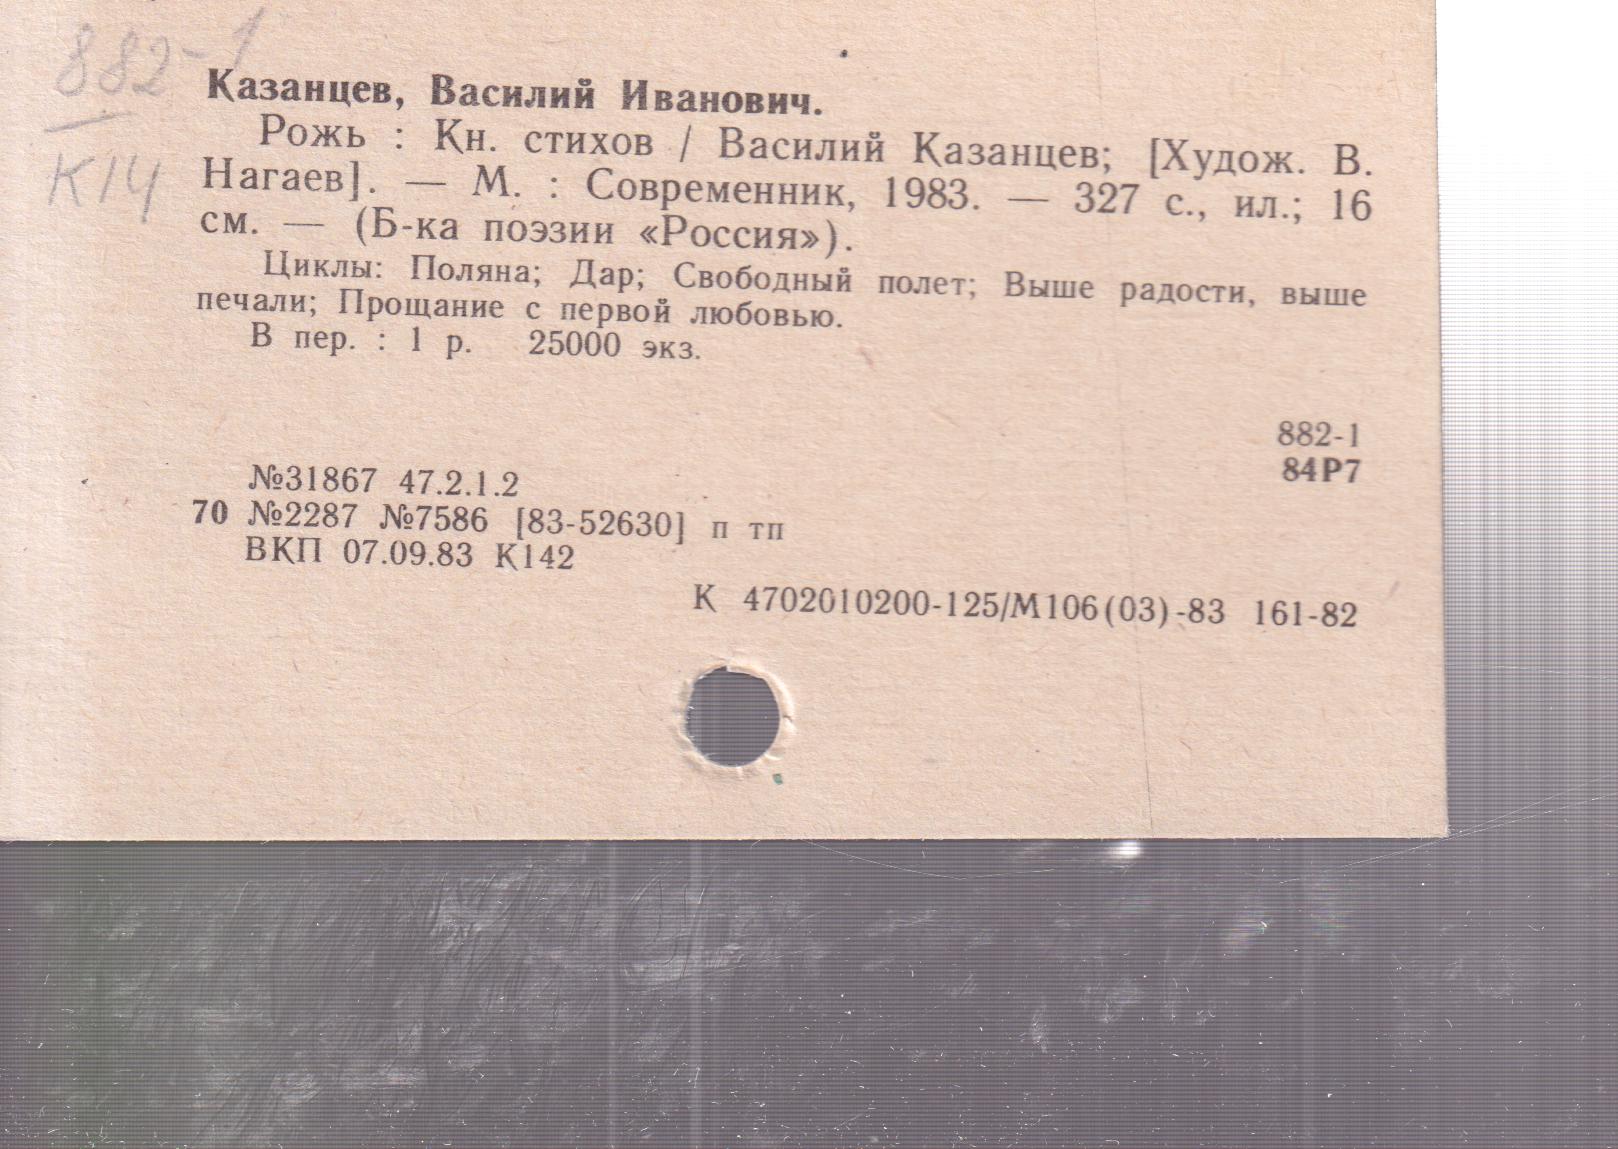 882-1
К14
Казанцев, Василий Иванович.
Рожь : Кн. стихов / Василий Казанцев; [Худож. В.
Нагаев]. — М. : Современник, 1983. — 327 с., ил.; 16
см. — (Б-ка поэзии «Россия»).
Циклы: Поляна; Дар; Свободный полет; Выше радости, выше
печали; Прощание с первой любовью.
В пер. : 1 р. 25000 экз.
882-1
84Р7
№31867 47.2.1.2
70 №2287 №7586 [83-52630] п тп
ВКП 07.09.83 К142
К 4702010200-125/М106(03)-83 161-82